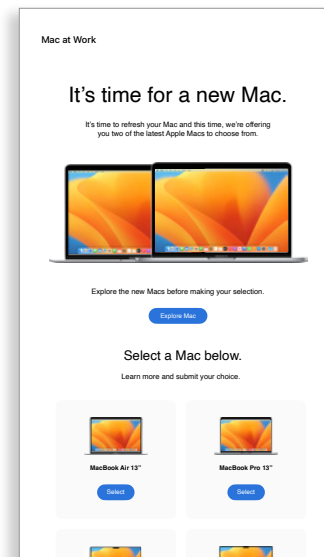 Mac at Work
It’s time for a new Mac.
It’s time to refresh your Mac and this time, we’re offering
you two of the latest Apple Macs to choose from.
Explore the new Macs before making your selection.
Explore Mac
Select a Mac below.
Learn more and submit your choice.
MacBook Air 13”
MacBook Pro 13”
Select
Select